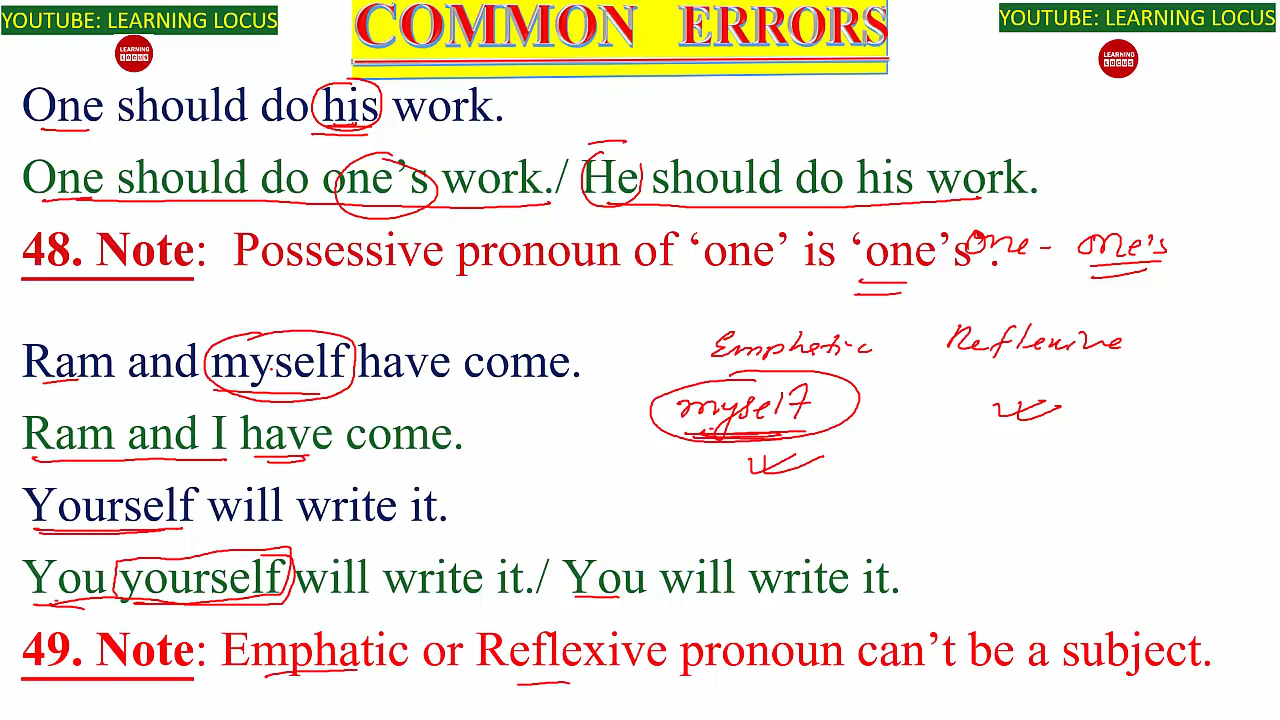 YOUTUBE: LEARNING LOCUS
COMMON ERRORS
YOUTUBE: LEARNING LOCUS
LEARNING
LOCUS
LEARNING
LOCUS
One should do his work.
One should do one’s work./ He should do his work.
48. Note: Possessive pronoun of ‘one’ is ‘one’s’.
One - one's
Ram and myself have come.
Emphatic Reflexive
myself
Ram and I have come.
Yourself will write it.
You yourself will write it./ You will write it.
49. Note: Emphatic or Reflexive pronoun can’t be a subject.